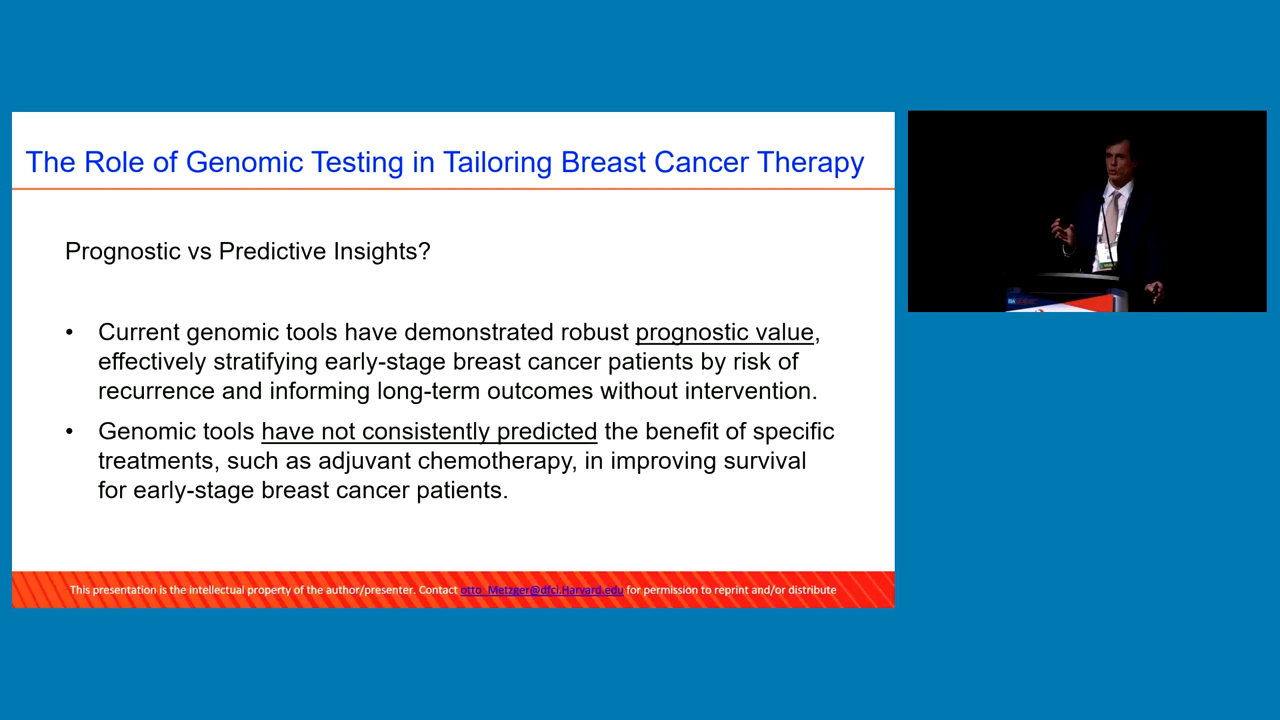 The Role of Genomic Testing in Tailoring Breast Cancer Therapy
Prognostic vs Predictive Insights?
• Current genomic tools have demonstrated robust prognostic value,
effectively stratifying early-stage breast cancer patients by risk of
recurrence and informing long-term outcomes without intervention.
• Genomic tools have not consistently predicted the benefit of specific
treatments, such as adjuvant chemotherapy, in improving survival
for early-stage breast cancer patients.
This presentation is the intellectual property of the author/presenter. Contact otto_Metzger@dfci.Harvard.edu for permission to reprint and/or distribute